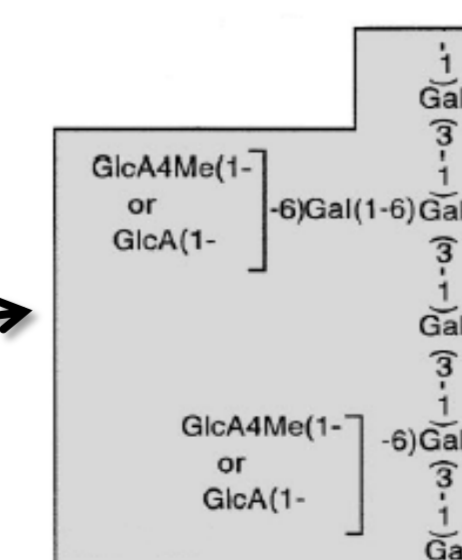 -1
(Gal
3)
-
GlcA4Me(1- 1
or -6)Gal(1-6)Gal
GlcA(1- 3)
-
1
(Gal
3)
-
1
GlcA4Me(1- -6)Gal
or 3)
-
GlcA(1- 1
(Ga